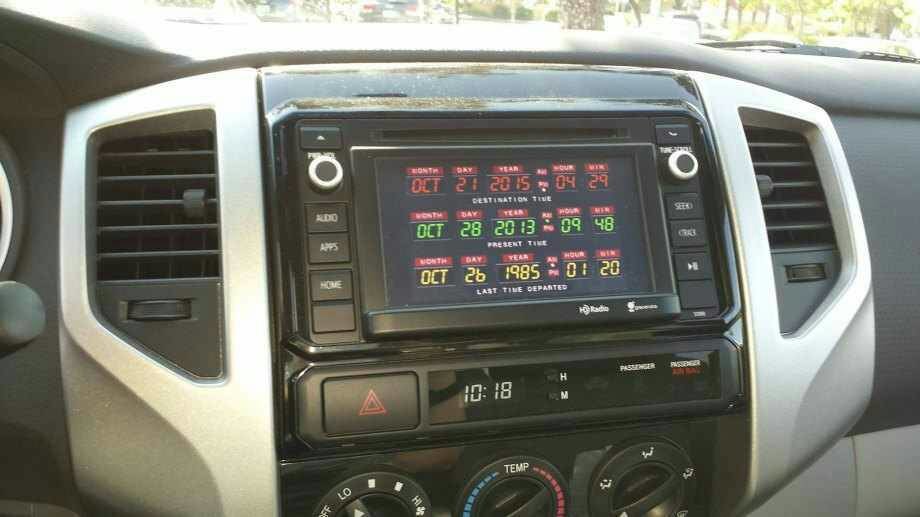 PWR·VOL
TUNE·SCROLL
MONTH DAY YEAR AM HOUR MIN
OCT 21 2015 PM 04 29
DESTINATION TIME
AUDIO
SEEK>
MONTH DAY YEAR AM HOUR MIN
OCT 28 2013 PM 09 48
PRESENT TIME
APPS
<TRACK
MONTH DAY YEAR AM HOUR MIN
OCT 26 1985 PM 01 20
LAST TIME DEPARTED
HOME
HD Radio
10:18
H
M
PASSENGER
PASSENGER
AIR BAG
TEMP
OFF LO HI